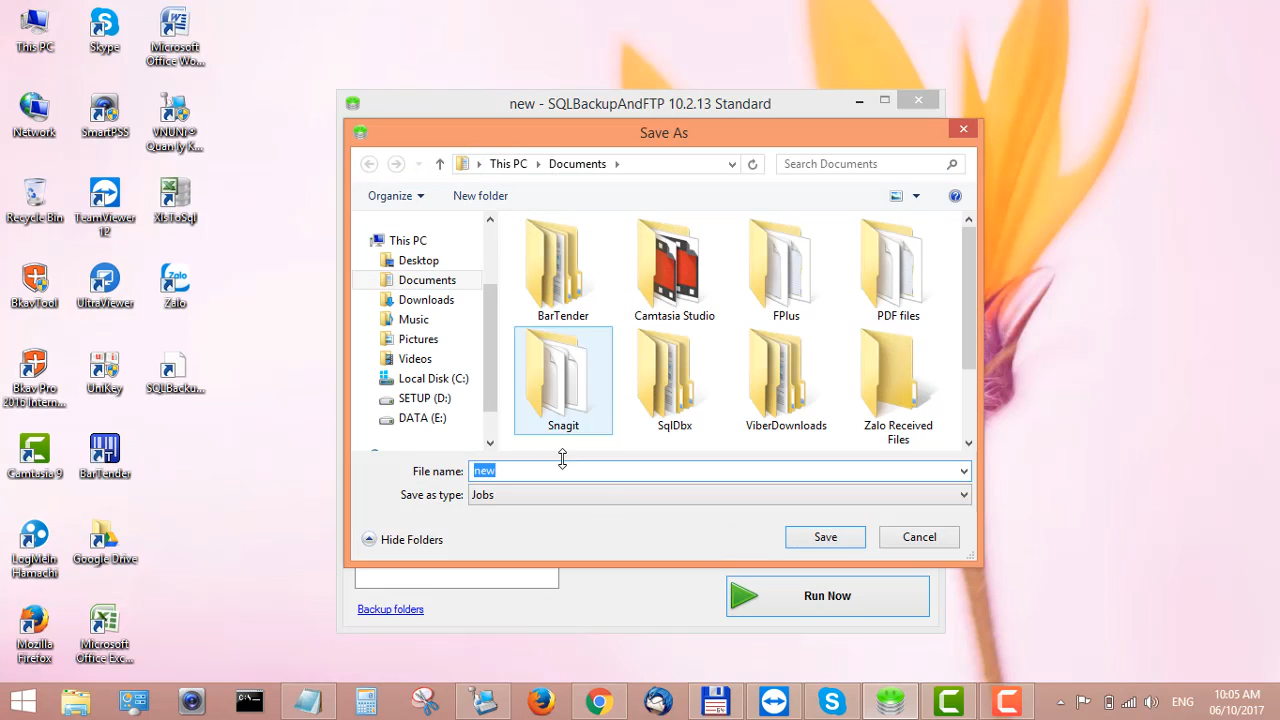 This PC
Skype
Microsoft
Office Wo...
Network
SmartPSS
VNUNI®
Quan ly K...
Recycle Bin
TeamViewer
12
XlsToSql
BkavTool
UltraViewer
Zalo
Bkav Pro
2016 Intern...
UniKey
SQLBacku...
Camtasia 9
BarTender
LogMeIn
Hamachi
Google Drive
Mozilla
Firefox
Microsoft
Office Exc...
new - SQLBackupAndFTP 10.2.13 Standard
Save As
This PC
Documents
Search Documents
Organize
New folder
This PC
Desktop
Documents
Downloads
Music
Pictures
Videos
Local Disk (C:)
SETUP (D:)
DATA (E:)
BarTender
Camtasia Studio
FPlus
PDF files
Snagit
SqlDbx
ViberDownloads
Zalo Received
Files
File name:
new
Save as type:
Jobs
Hide Folders
Save
Cancel
Backup folders
Run Now
64
ENG
10:05 AM
06/10/2017